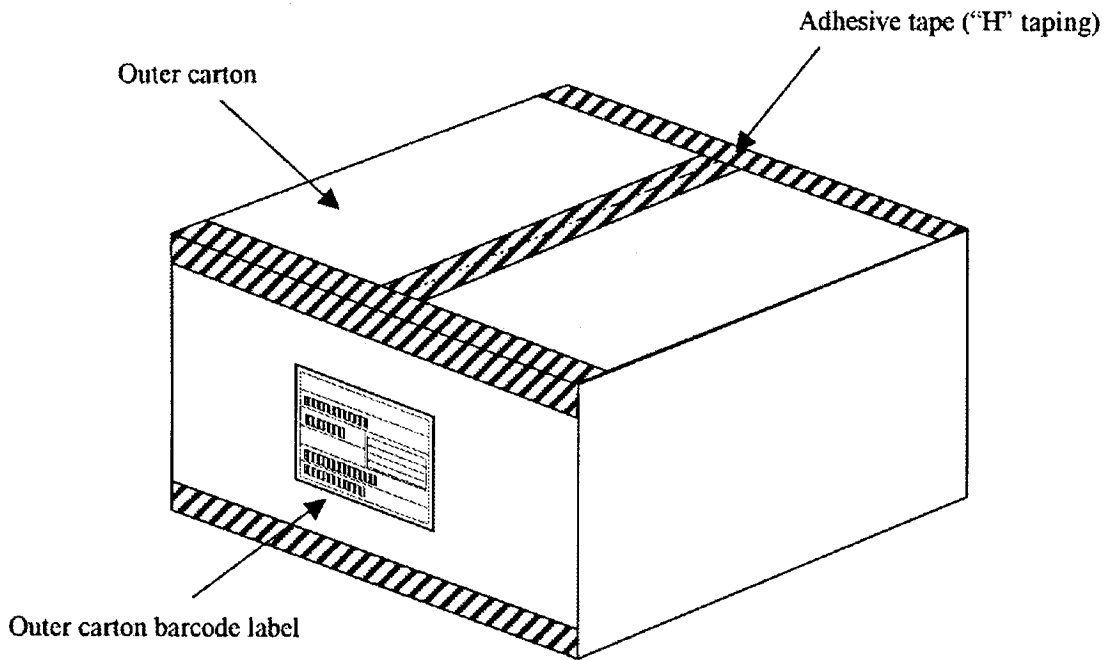 Adhesive tape (“H” taping)
Outer carton
Outer carton barcode label